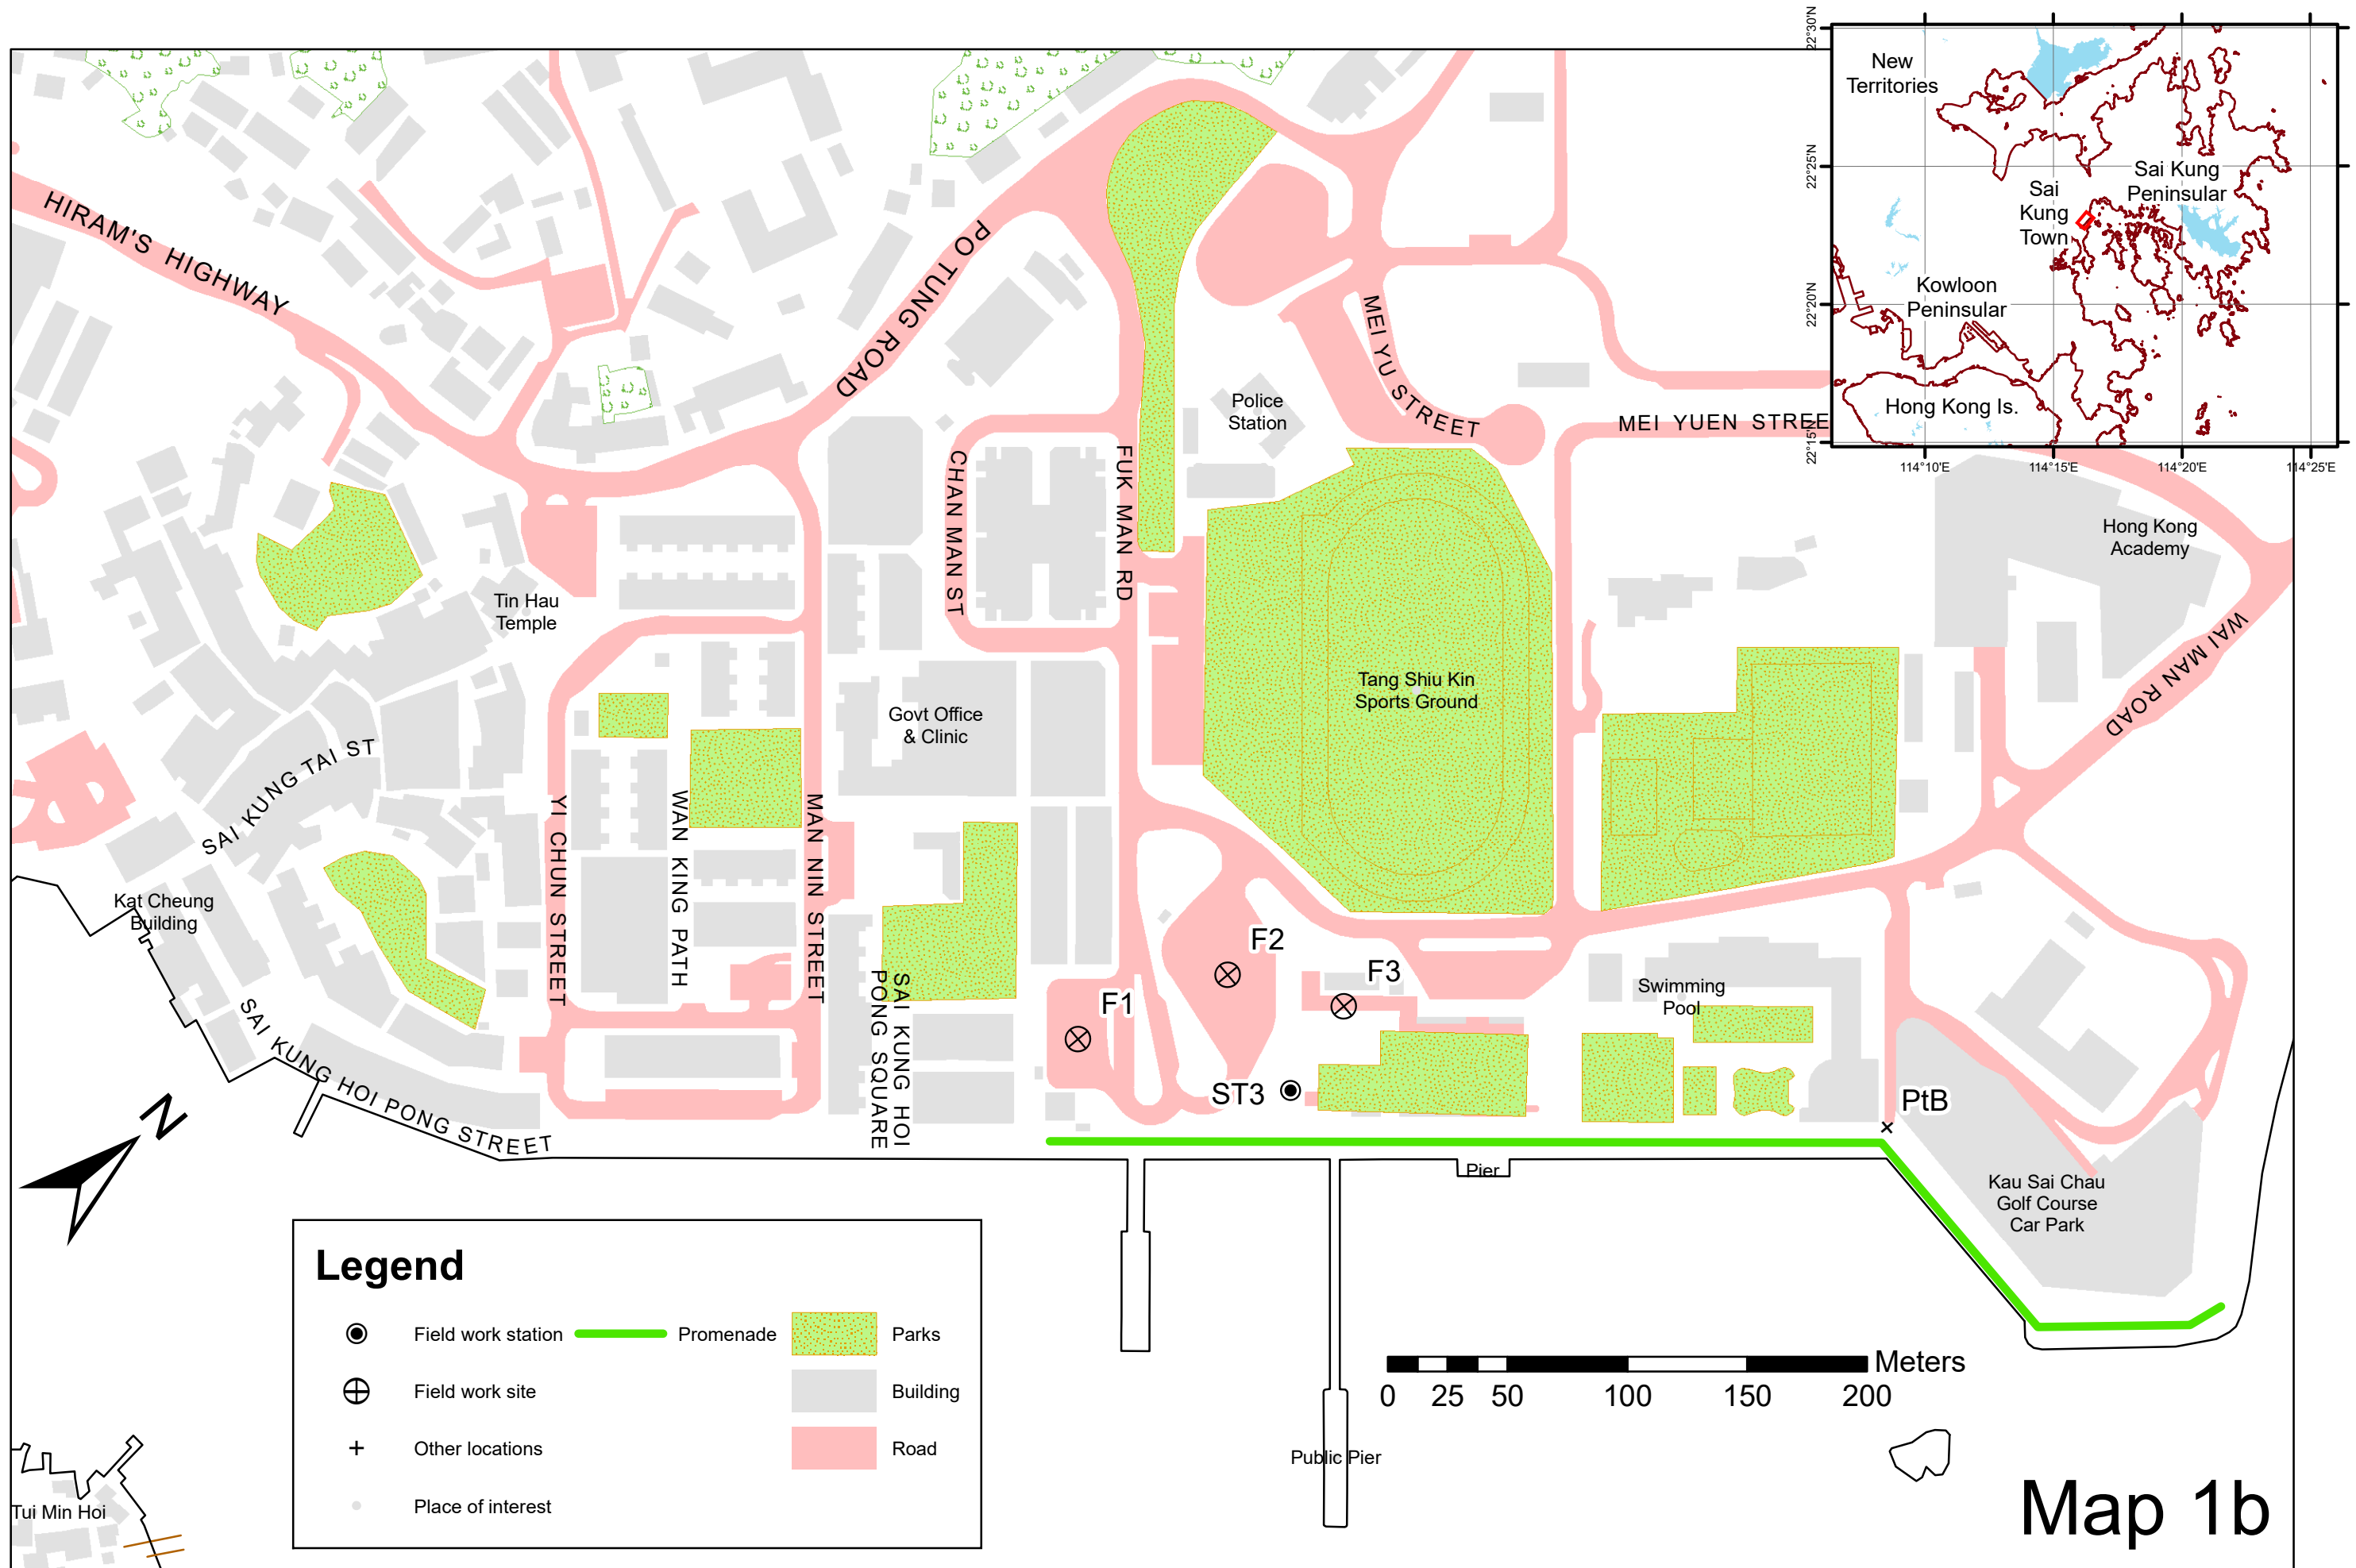 22°30'N
New
Territories
22°25'N
Sai Kung
Peninsular
Sai
Kung
Town
22°20'N
Kowloon
Peninsular
Hong Kong Is.
22°15'N
114°10'E
114°15'E
114°20'E
114°25'E
HIRAM'S HIGHWAY
PO TUNG ROAD
MEI YU STREET
Police
Station
MEI YUEN STREE
CHAN MAN ST
FUK MAN RD
Hong Kong
Academy
Tin Hau
Temple
WAI MAN ROAD
Tang Shiu Kin
Sports Ground
Govt Office
& Clinic
SAI KUNG TAI ST
YI CHUN STREET
WAN KING PATH
MAN NIN STREET
Kat Cheung
Building
F2
F3
F1
SAI KUNG HOI
PONG SQUARE
Swimming
Pool
ST3
PtB
SAI KUNG HOI PONG STREET
N
Pier
Kau Sai Chau
Golf Course
Car Park
Legend
Field work station
Promenade
Parks
Field work site
Building
Other locations
Road
Place of interest
Meters
0 25 50 100 150 200
Public Pier
Tui Min Hoi
Map 1b